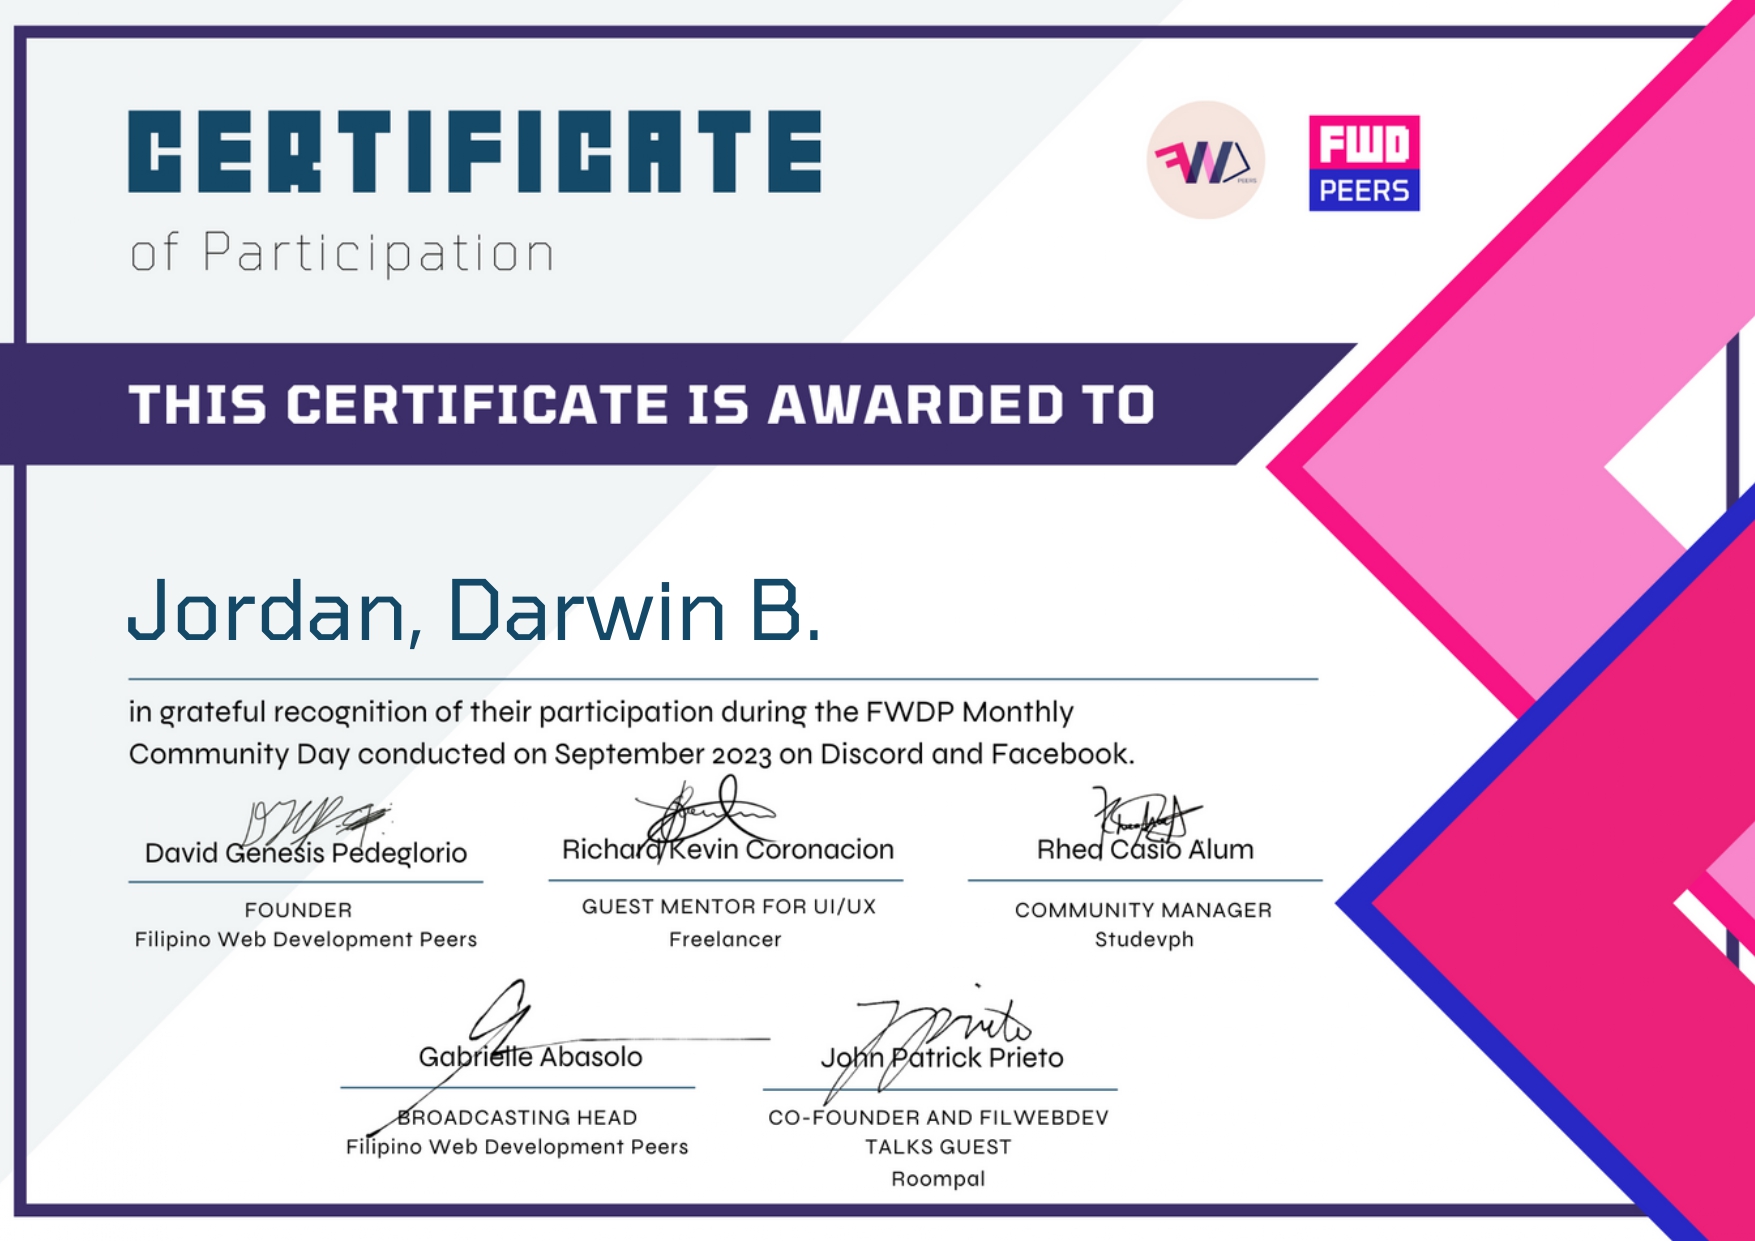 CERTIFICATE
of Participation
FWD
PEERS
FWD
PEERS
THIS CERTIFICATE IS AWARDED TO
Jordan, Darwin B.
in grateful recognition of their participation during the FWDP Monthly
Community Day conducted on September 2023 on Discord and Facebook.
David Genesis Pedeglorio
FOUNDER
Filipino Web Development Peers
Richard Kevin Coronacion
GUEST MENTOR FOR UI/UX
Freelancer
Rhea Casio Alum
COMMUNITY MANAGER
Studevph
Gabrielle Abasolo
BROADCASTING HEAD
Filipino Web Development Peers
John Patrick Prieto
CO-FOUNDER AND FILWEBDEV
TALKS GUEST
Roompal